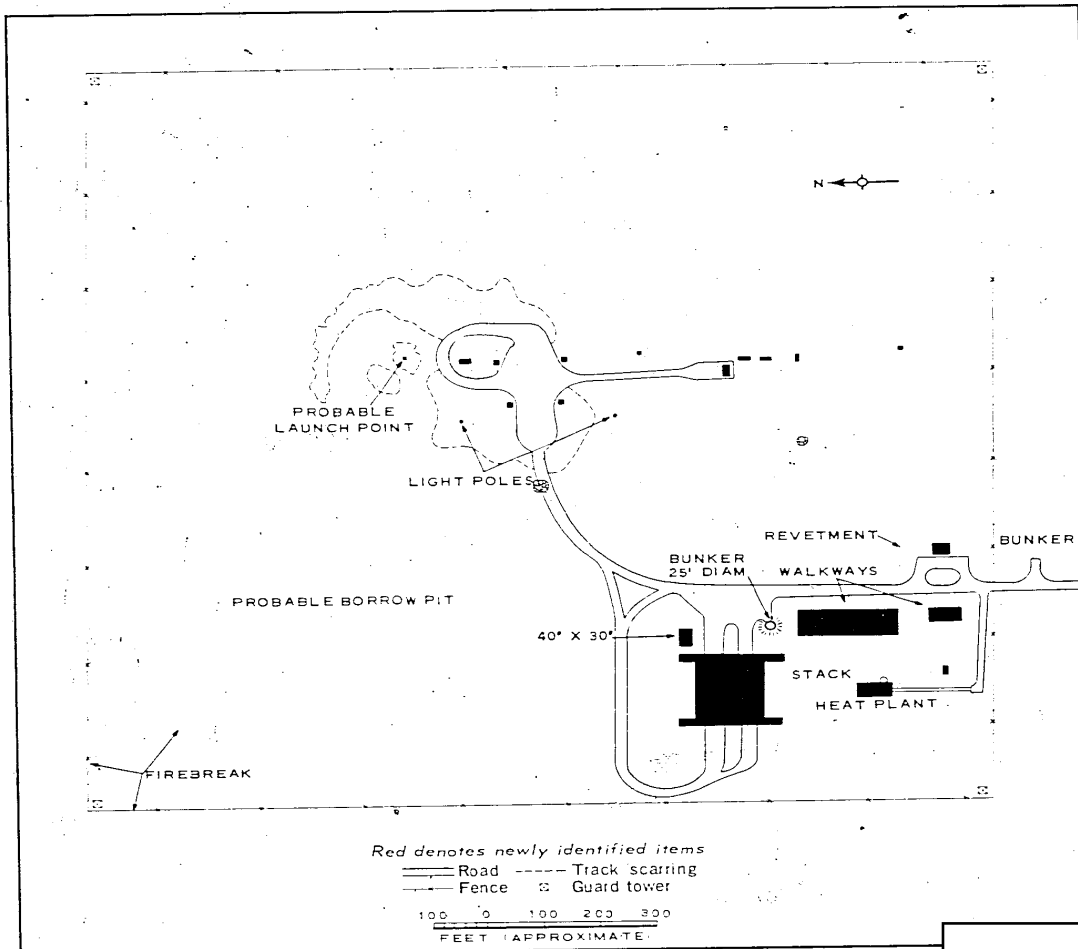 N
PROBABLE
LAUNCH POINT
LIGHT POLES
REVETMENT
BUNKER
BUNKER
25' DIAM
WALKWAYS
PROBABLE BORROW PIT
40' X 30'
STACK
HEAT PLANT
FIREBREAK
Red denotes newly identified items
Road
Track scarring
Fence
Guard tower
100 0 100 200 300
FEET (APPROXIMATE)